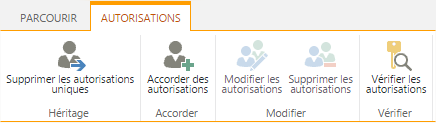 PARCOURIR
AUTORISATIONS
Supprimer les autorisations
uniques
Accorder des
autorisations
Modifier les
autorisations
Supprimer les
autorisations
Vérifier les
autorisations
Héritage
Accorder
Modifier
Vérifier